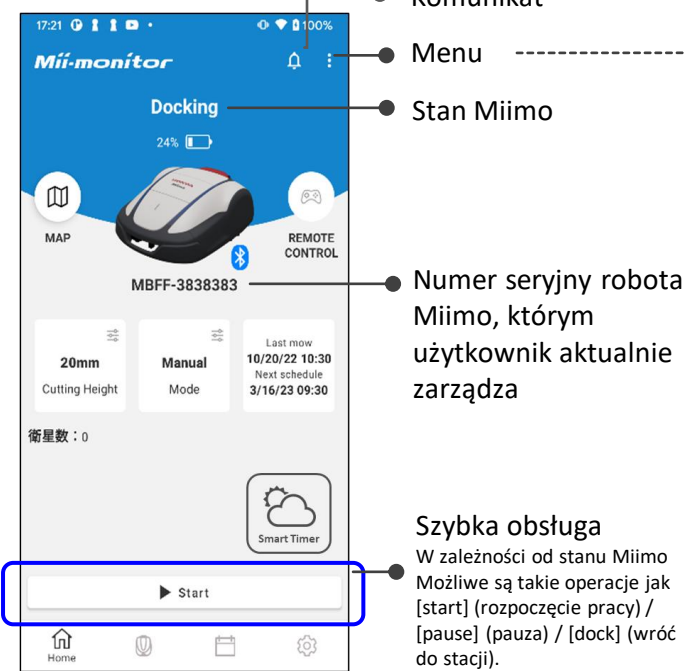 Komunikat
17:21 100%
Mii-monitor
Menu
Docking
Stan Miimo
24%
MAP
REMOTE
CONTROL
MBFF-3838383
Numer seryjny robota
Miimo, którym
użytkownik aktualnie
zarządza
20mm
Cutting Height
Manual
Mode
Last mow
10/20/22 10:30
Next schedule
3/16/23 09:30
衛星数：0
Smart Timer
Szybka obsługa
W zależności od stanu Miimo
Możliwe są takie operacje jak
[start] (rozpoczęcie pracy) /
[pause] (pauza) / [dock] (wróć
do stacji).
Start
Home